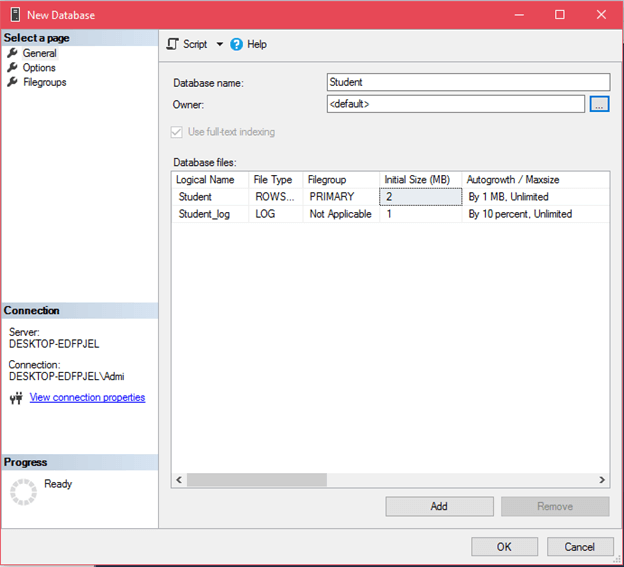 New Database
Select a page
General
Options
Filegroups
Script Help
Database name: Student
Owner: <default> ...
Use full-text indexing
Database files:
Logical Name File Type Filegroup Initial Size (MB) Autogrowth / Maxsize
Student ROWS... PRIMARY 2 By 1 MB, Unlimited
Student_log LOG Not Applicable 1 By 10 percent, Unlimited
Connection
Server:
DESKTOP-EDFPJEL
Connection:
DESKTOP-EDFPJEL\Admi
View connection properties
Progress
Ready
Add Remove
OK Cancel